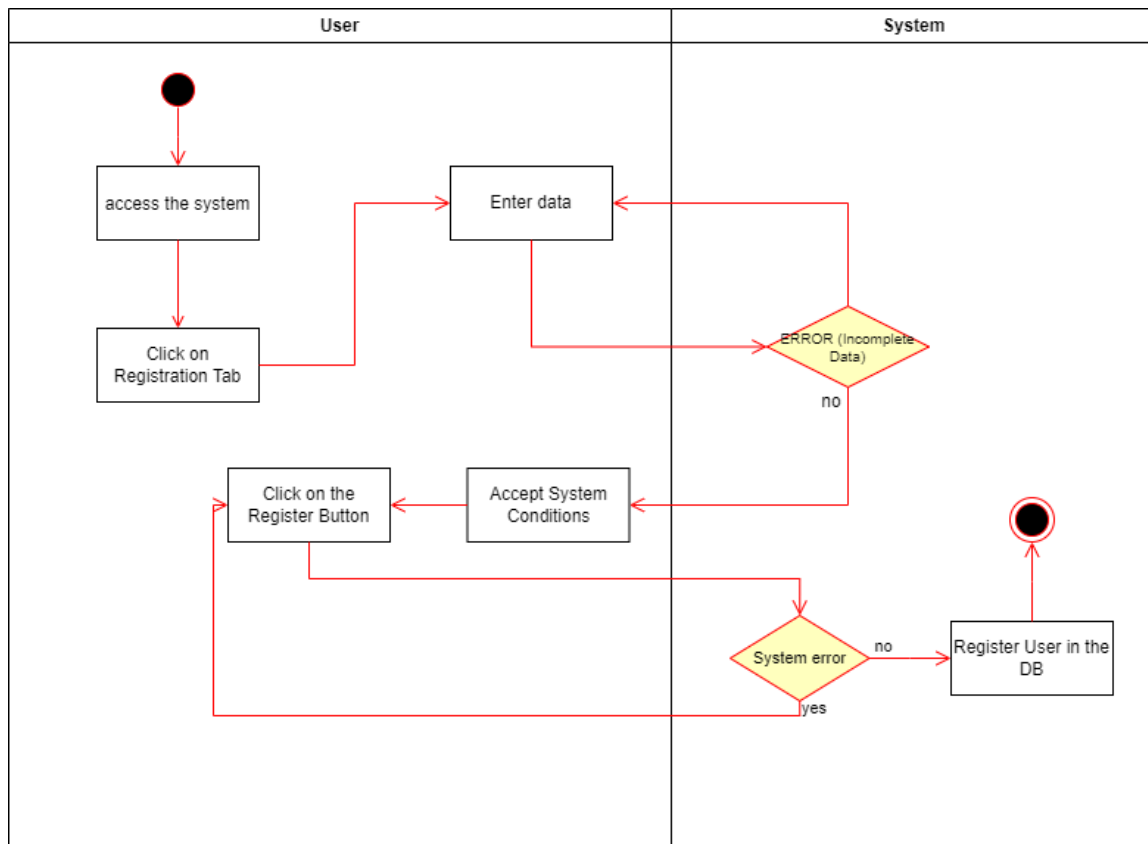 User
System
access the system
Enter data
ERROR (Incomplete
Data)
Click on
Registration Tab
no
Click on the
Register Button
Accept System
Conditions
System error
no
Register User in the
DB
yes